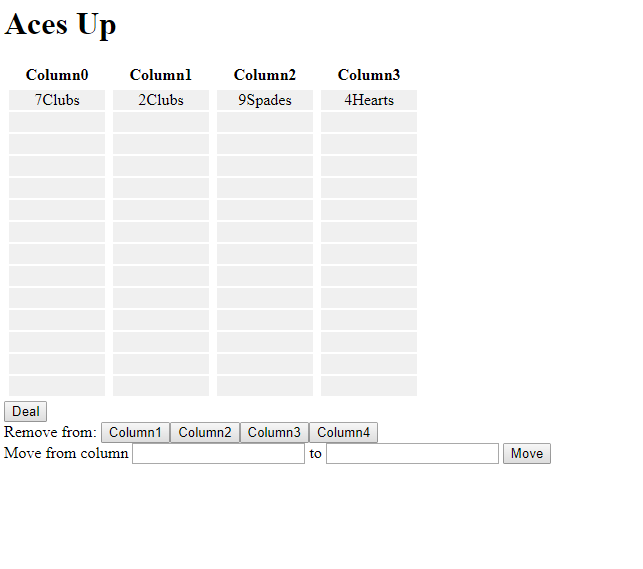 Aces Up
Column0 Column1 Column2 Column3
7Clubs 2Clubs 9Spades 4Hearts
Deal
Remove from: Column1 Column2 Column3 Column4
Move from column to Move